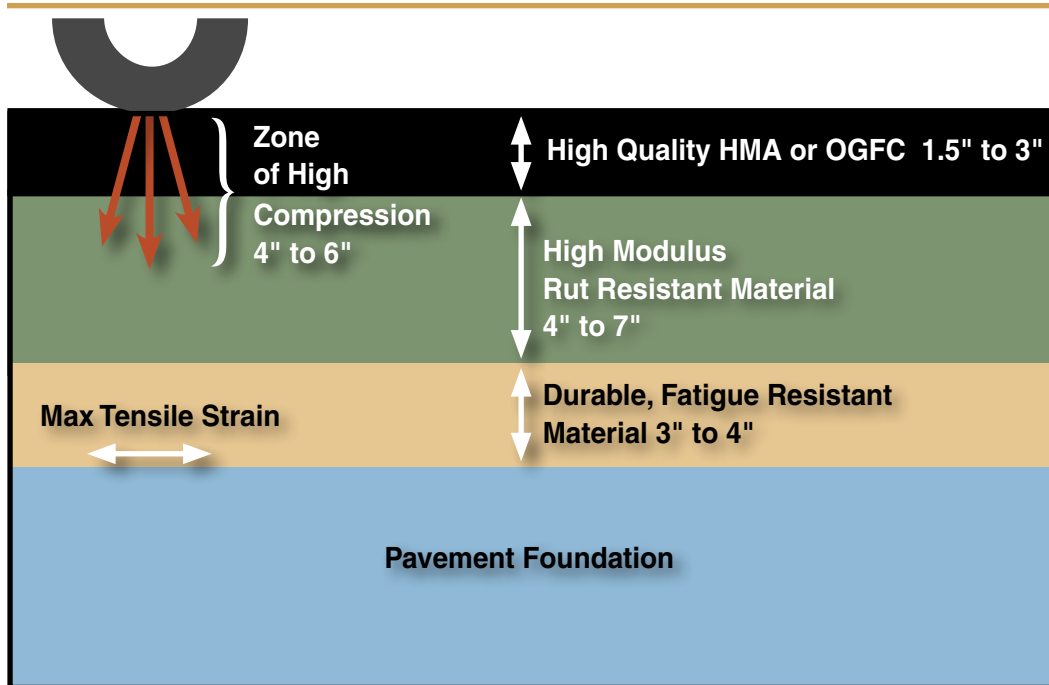 Zone
of High
Compression
4" to 6"
High Quality HMA or OGFC 1.5" to 3"
High Modulus
Rut Resistant Material
4" to 7"
Max Tensile Strain
Durable, Fatigue Resistant
Material 3" to 4"
Pavement Foundation